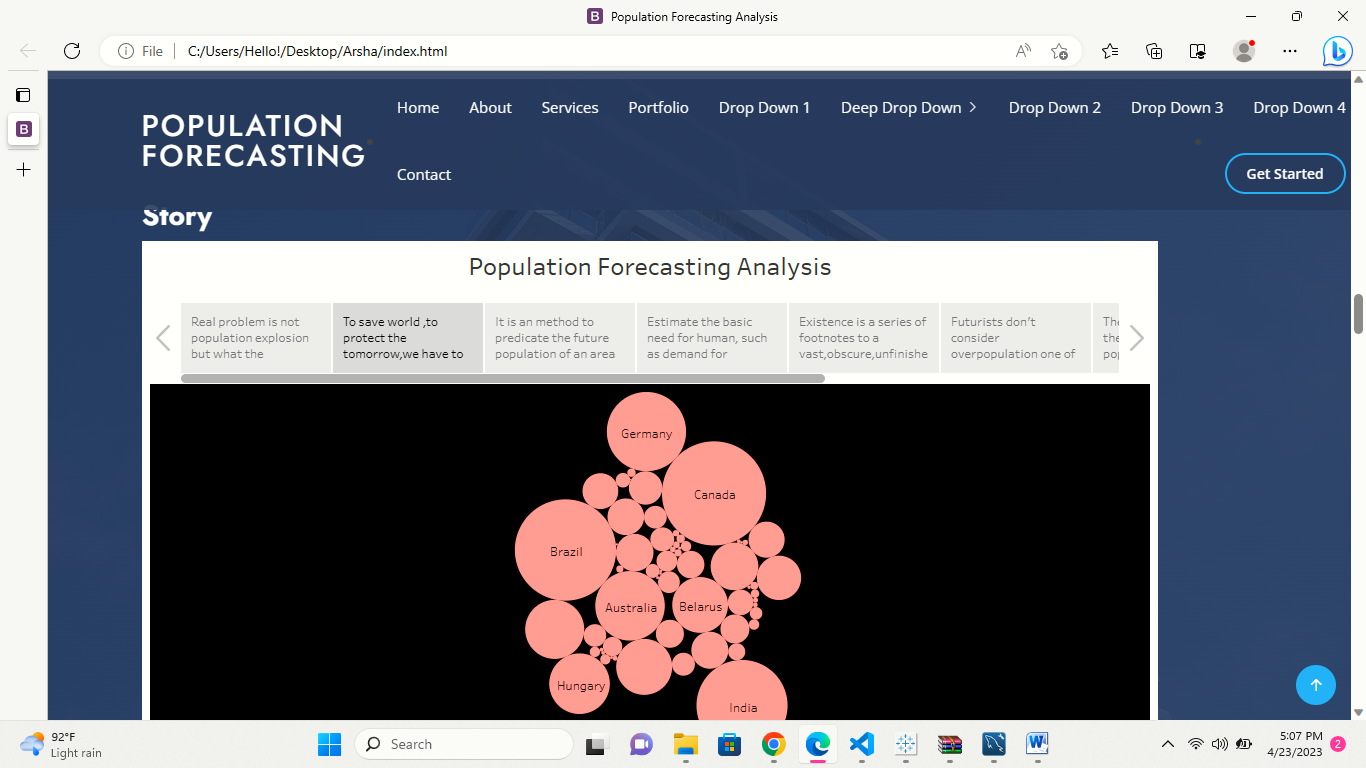 Population Forecasting Analysis
File
C:/Users/Hello!/Desktop/Arsha/index.html
Home About Services Portfolio Drop Down 1 Deep Drop Down Drop Down 2 Drop Down 3 Drop Down 4
POPULATION
FORECASTING
Contact
Get Started
Story
Population Forecasting Analysis
Real problem is not
population explosion
but what the
To save world ,to
protect the
tomorrow,we have to
It is an method to
predicate the future
population of an area
Estimate the basic
need for human, such
as demand for
Existence is a series of
footnotes to a
vast,obscure,unfinishe
Futurists don’t
consider
overpopulation one of
Germany
Canada
Brazil
Australia
Belarus
Hungary
India
92°F
Light rain
Search
5:07 PM
4/23/2023
2